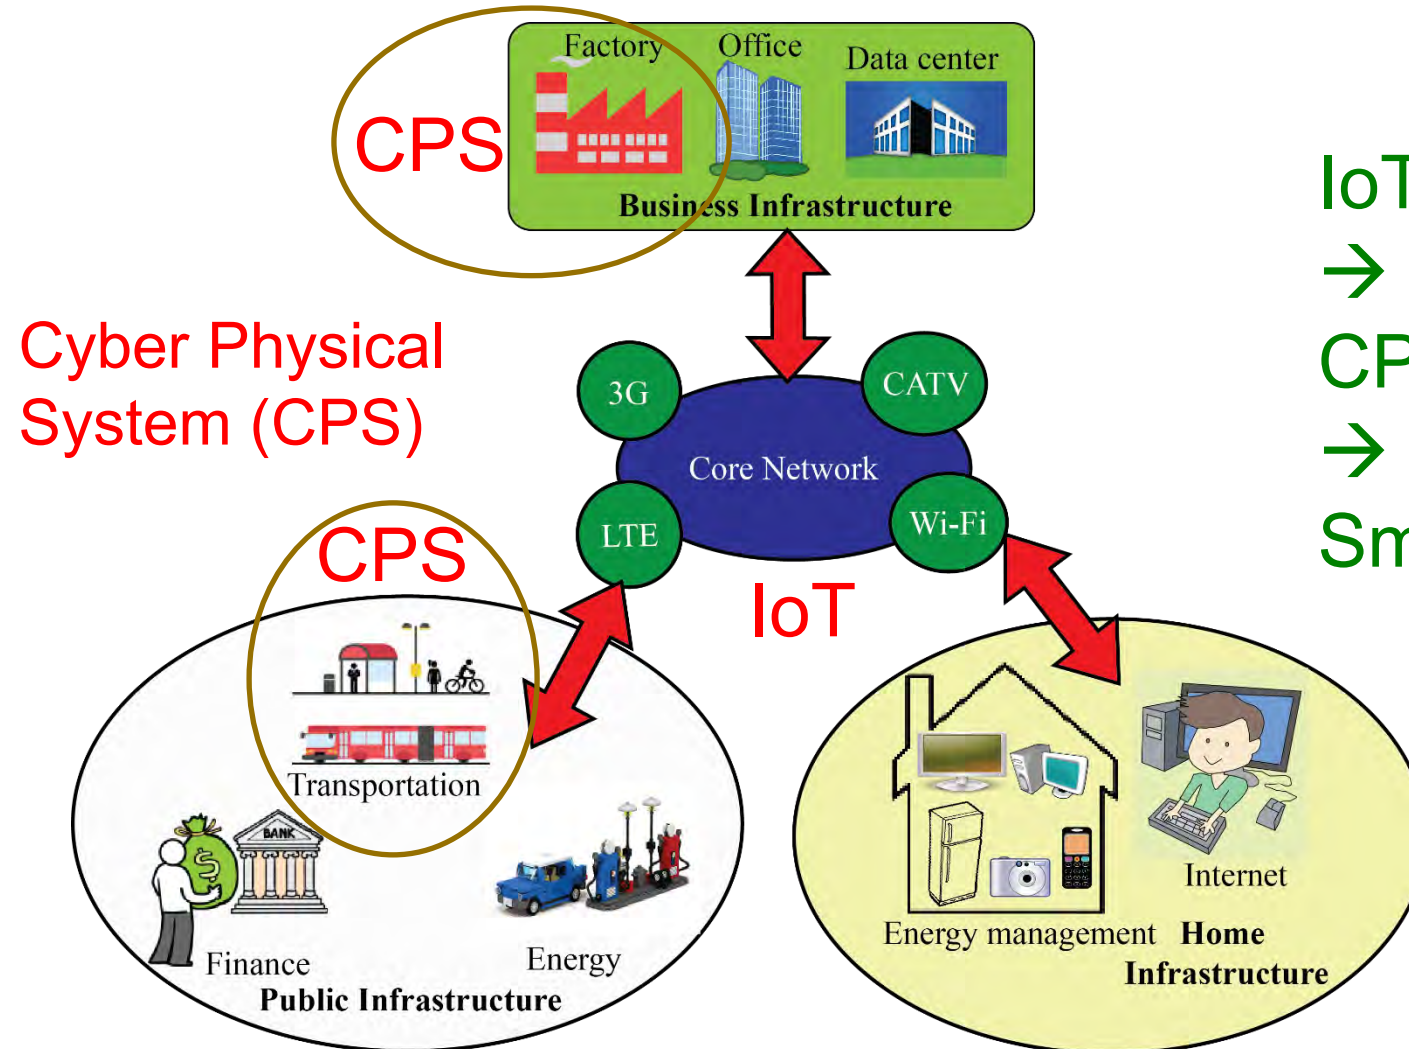 Factory
Office
Data center
CPS
Business Infrastructure
IoT
→
CP
→
Sm
Cyber Physical
System (CPS)
3G
CATV
Core Network
LTE
Wi-Fi
CPS
IoT
Transportation
BANK
$
Finance
Energy
Public Infrastructure
Internet
Energy management
Home
Infrastructure